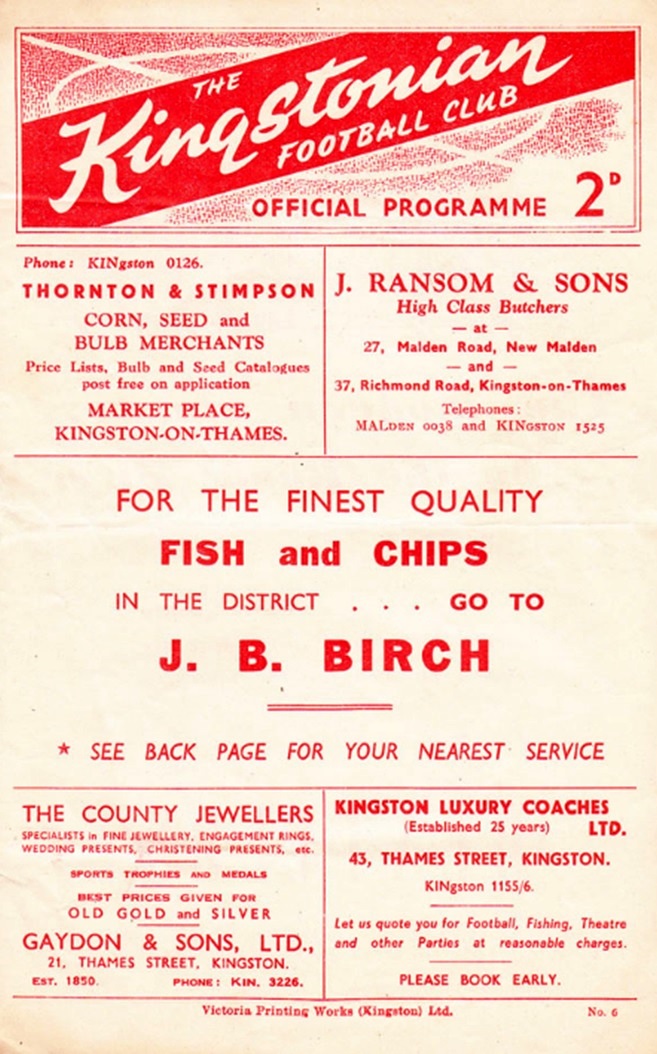 THE
Kingstonian
FOOTBALL CLUB
OFFICIAL PROGRAMME 2D
Phone: KINgston 0126.
THORNTON & STIMPSON
CORN, SEED and
BULB MERCHANTS
Price Lists, Bulb and Seed Catalogues
post free on application
MARKET PLACE,
KINGSTON-ON-THAMES.
J. RANSOM & SONS
High Class Butchers
— at —
27, Malden Road, New Malden
— and —
37, Richmond Road, Kingston-on-Thames
Telephones:
MALDEN 0038 and KINGSTON 1525
FOR THE FINEST QUALITY
FISH and CHIPS
IN THE DISTRICT . . . GO TO
J. B. BIRCH
* SEE BACK PAGE FOR YOUR NEAREST SERVICE
THE COUNTY JEWELLERS
SPECIALISTS in FINE JEWELLERY, ENGAGEMENT RINGS,
WEDDING PRESENTS, CHRISTENING PRESENTS, etc.
SPORTS TROPHIES AND MEDALS
BEST PRICES GIVEN FOR
OLD GOLD and SILVER
GAYDON & SONS, LTD.,
21, THAMES STREET, KINGSTON.
EST. 1850. PHONE: KIN. 3226.
KINGSTON LUXURY COACHES
(Established 25 years) LTD.
43, THAMES STREET, KINGSTON.
KINgston 1155/6.
Let us quote you for Football, Fishing, Theatre
and other Parties at reasonable charges.
PLEASE BOOK EARLY.
Victoria Printing Works (Kingston) Ltd. No. 6